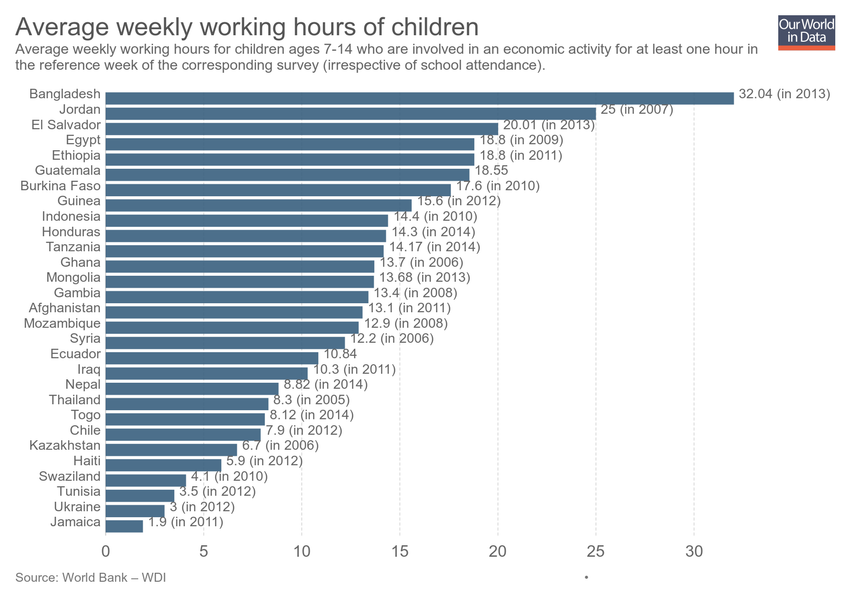 Average weekly working hours of children
Our World
in Data
Average weekly working hours for children ages 7-14 who are involved in an economic activity for at least one hour in
the reference week of the corresponding survey (irrespective of school attendance).
Bangladesh 32.04 (in 2013)
Jordan 25 (in 2007)
El Salvador 20.01 (in 2013)
Egypt 18.8 (in 2009)
Ethiopia 18.8 (in 2011)
Guatemala 18.55
Burkina Faso 17.6 (in 2010)
Guinea 15.6 (in 2012)
Indonesia 14.4 (in 2010)
Honduras 14.3 (in 2014)
Tanzania 14.17 (in 2014)
Ghana 13.7 (in 2006)
Mongolia 13.68 (in 2013)
Gambia 13.4 (in 2008)
Afghanistan 13.1 (in 2011)
Mozambique 12.9 (in 2008)
Syria 12.2 (in 2006)
Ecuador 10.84
Iraq 10.3 (in 2011)
Nepal 8.82 (in 2014)
Thailand 8.3 (in 2005)
Togo 8.12 (in 2014)
Chile 7.9 (in 2012)
Kazakhstan 6.7 (in 2006)
Haiti 5.9 (in 2012)
Swaziland 4.1 (in 2010)
Tunisia 3.5 (in 2012)
Ukraine 3 (in 2012)
Jamaica 1.9 (in 2011)
0 5 10 15 20 25 30
Source: World Bank – WDI